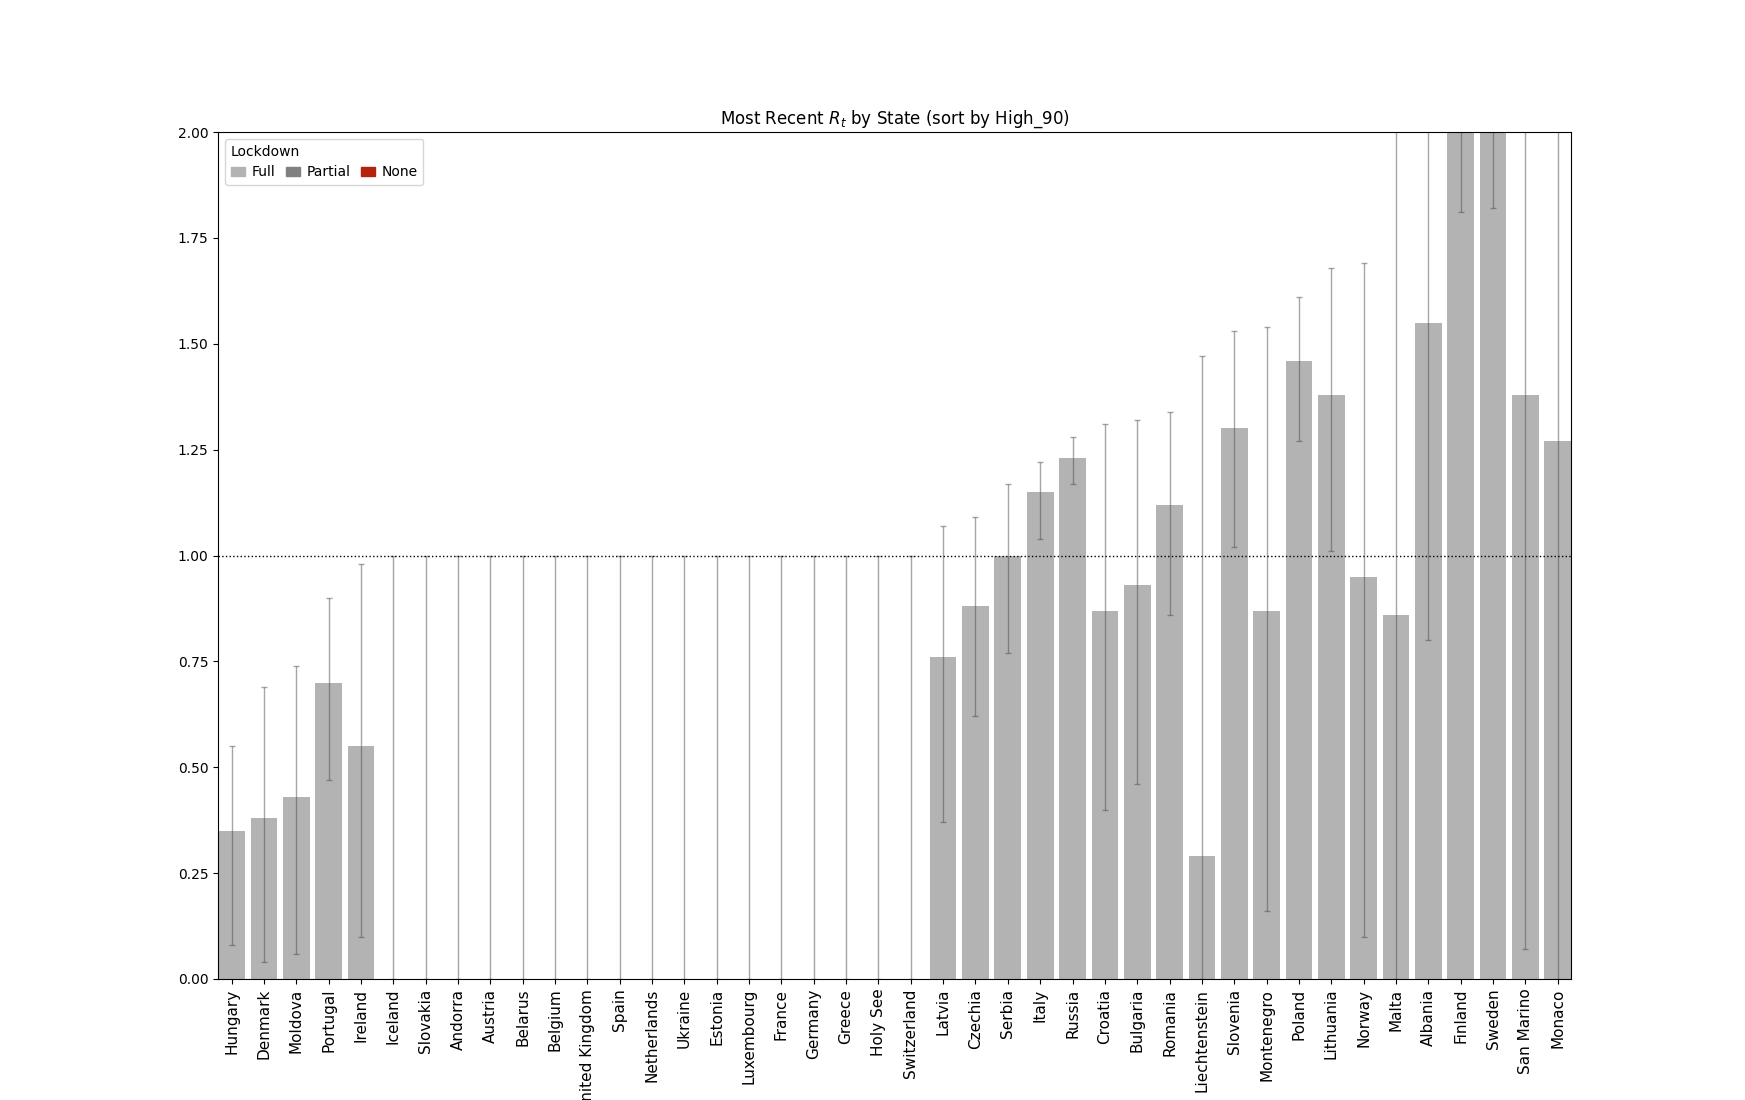 Most Recent R_t by State (sort by High_90)
Lockdown
Full Partial None
2.00
1.75
1.50
1.25
1.00
0.75
0.50
0.25
0.00
Hungary
Denmark
Moldova
Portugal
Ireland
Iceland
Slovakia
Andorra
Austria
Belarus
Belgium
nited Kingdom
Spain
Netherlands
Ukraine
Estonia
Luxembourg
France
Germany
Greece
Holy See
Switzerland
Latvia
Czechia
Serbia
Italy
Russia
Croatia
Bulgaria
Romania
Liechtenstein
Slovenia
Montenegro
Poland
Lithuania
Norway
Malta
Albania
Finland
Sweden
San Marino
Monaco